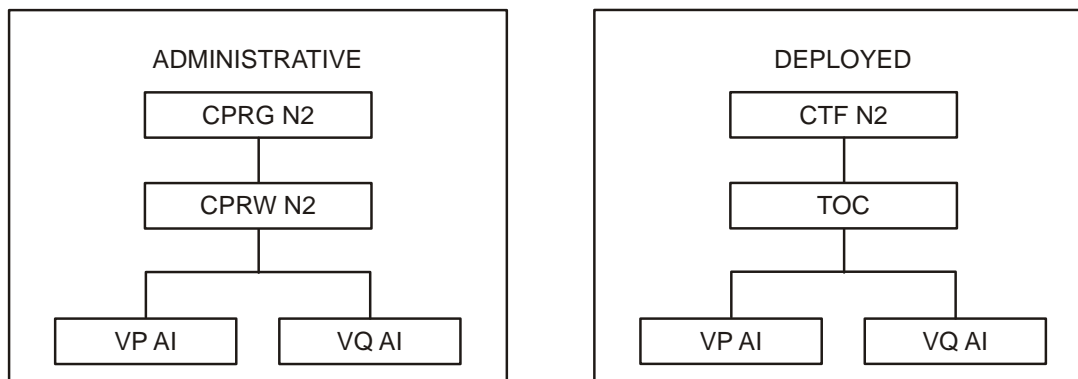 ADMINISTRATIVE
CPRG N2
CPRW N2
VP AI
VQ AI
DEPLOYED
CTF N2
TOC
VP AI
VQ AI